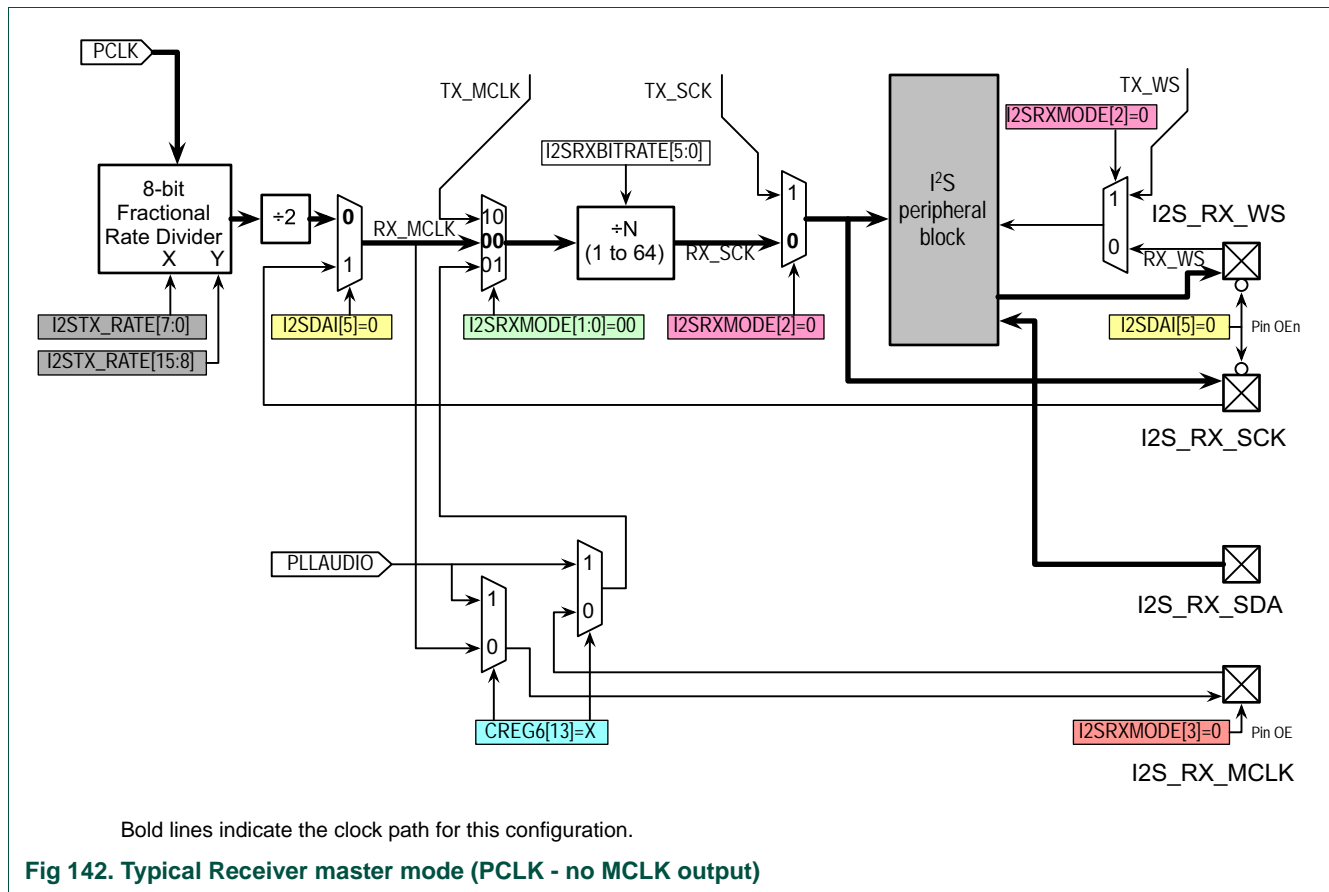 PCLK
TX_MCLK
TX_SCK
TX_WS
I2SRXMODE[2]=0
I2SRXBITRATE[5:0]
8-bit
Fractional
Rate Divider
X Y
÷2
0
1
RX_MCLK
10
00
01
÷N
(1 to 64)
RX_SCK
1
0
I²S
peripheral
block
1
0
I2S_RX_WS
RX_WS
I2STX_RATE[7:0]
I2STX_RATE[15:8]
I2SDAI[5]=0
I2SRXMODE[1:0]=00
I2SRXMODE[2]=0
I2SDAI[5]=0
Pin OEn
I2S_RX_SCK
PLLAUDIO
1
0
1
0
I2S_RX_SDA
CREG6[13]=X
I2SRXMODE[3]=0
Pin OE
I2S_RX_MCLK
Bold lines indicate the clock path for this configuration.
Fig 142. Typical Receiver master mode (PCLK - no MCLK output)